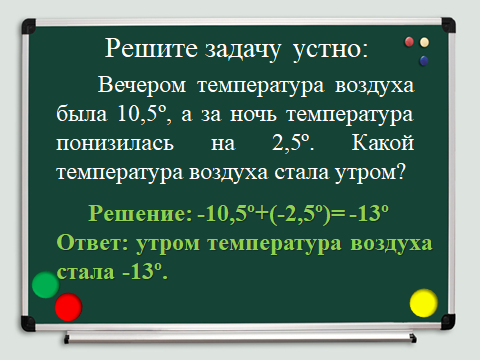 Решите задачу устно:
Вечером температура воздуха
была 10,5º, а за ночь температура
понизилась на 2,5º. Какой
температура воздуха стала утром?
Решение: -10,5º+(-2,5º)= -13º
Ответ: утром температура воздуха
стала -13º.